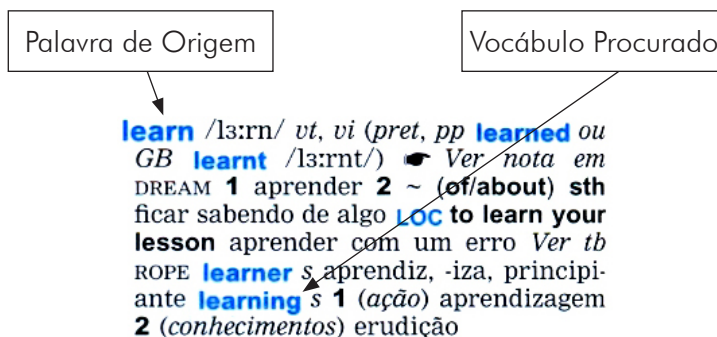 Palavra de Origem
Vocábulo Procurado
learn /lɜːrn/ vt, vi (pret, pp learned ou
GB learnt /lɜːrnt/) ☛ Ver nota em
DREAM 1 aprender 2 ~ (of/about) sth
ficar sabendo de algo LOC to learn your
lesson aprender com um erro Ver tb
ROPE learner s aprendiz, -iza, principi-
ante learning s 1 (ação) aprendizagem
2 (conhecimentos) erudição